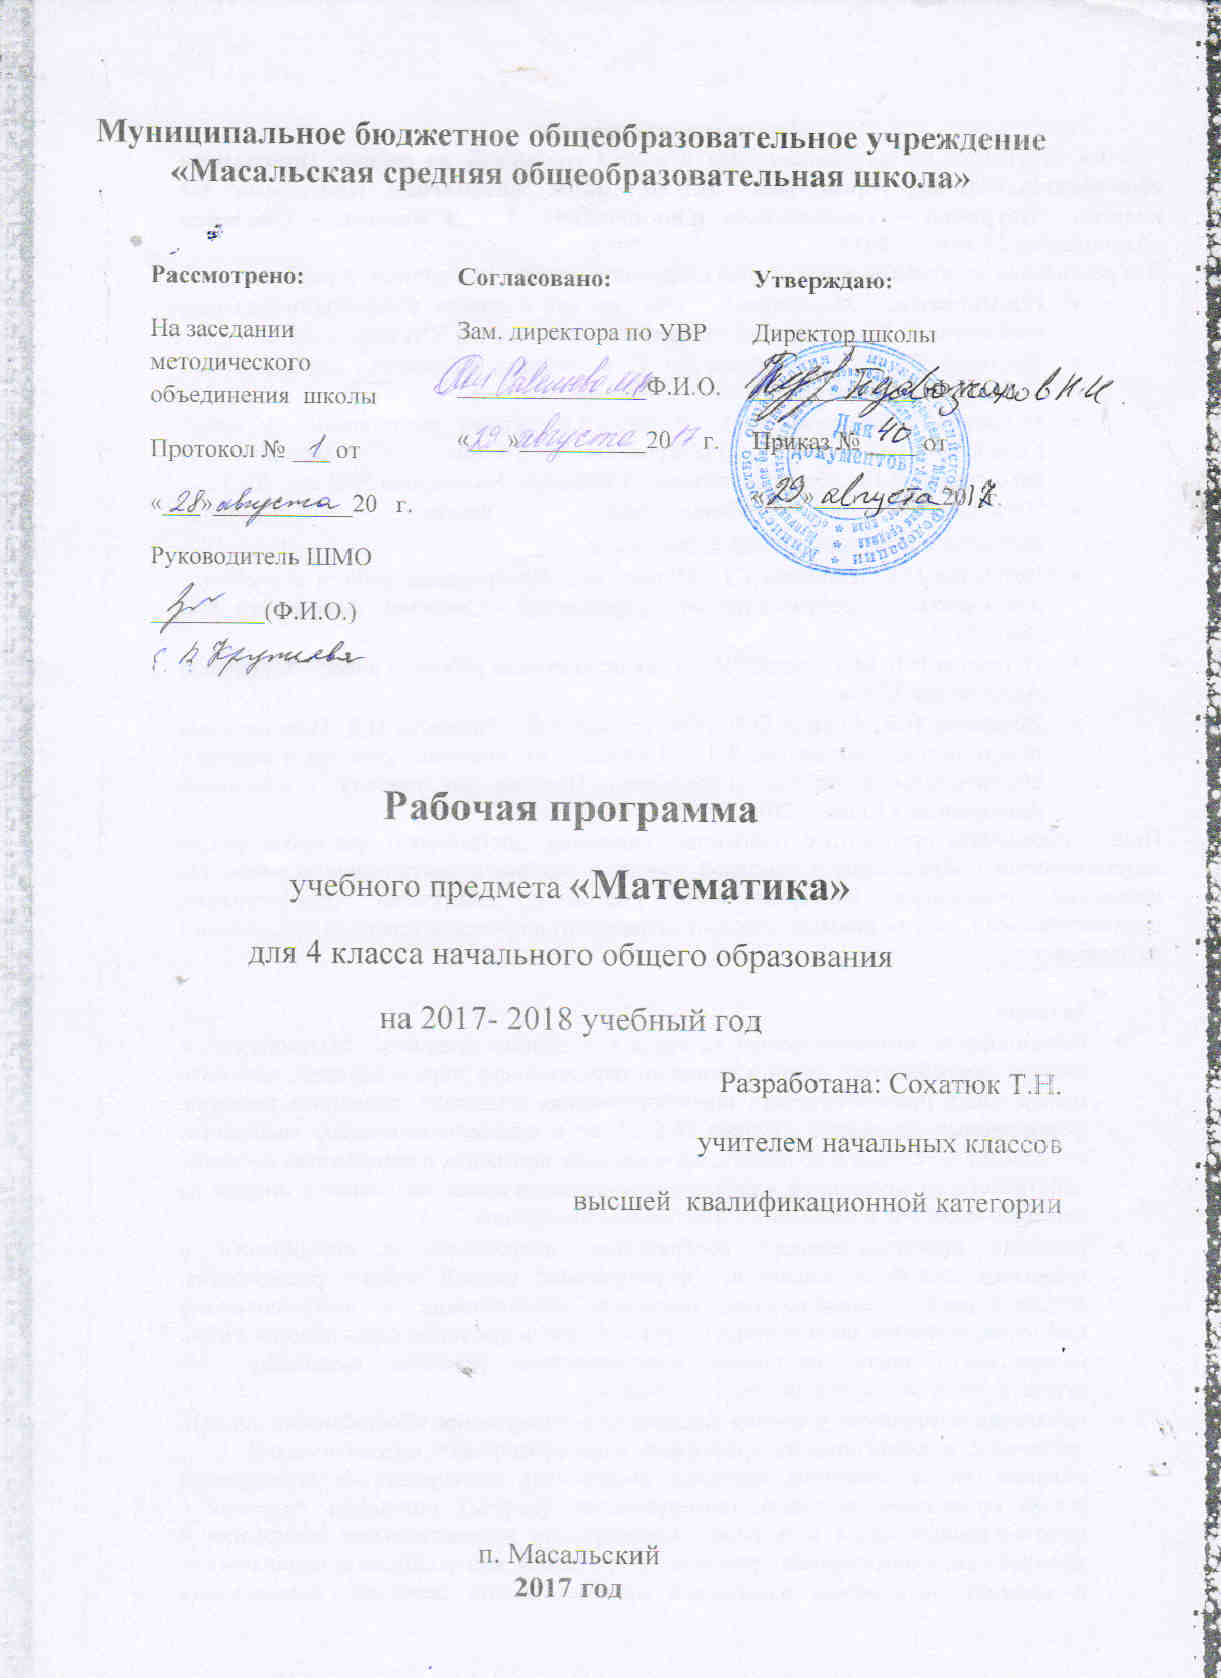 Муниципальное бюджетное общеобразовательное учреждение
«Масальская средняя общеобразовательная школа»
Рассмотрено:
На заседании
методического
объединения школы
Протокол № 1 от
«28» августа 20 г.
Руководитель ШМО
(Ф.И.О.)
Согласовано:
Зам. директора по УВР
Ф.И.О.
«29» августа 2017 г.
Утверждаю:
Директор школы
Приказ № 40 от
«29» августа 2017 г.
Для
документов
Рабочая программа
учебного предмета «Математика»
для 4 класса начального общего образования
на 2017- 2018 учебный год
Разработана: Сохатюк Т.Н.
учителем начальных классов
высшей квалификационной категории
п. Масальский
2017 год